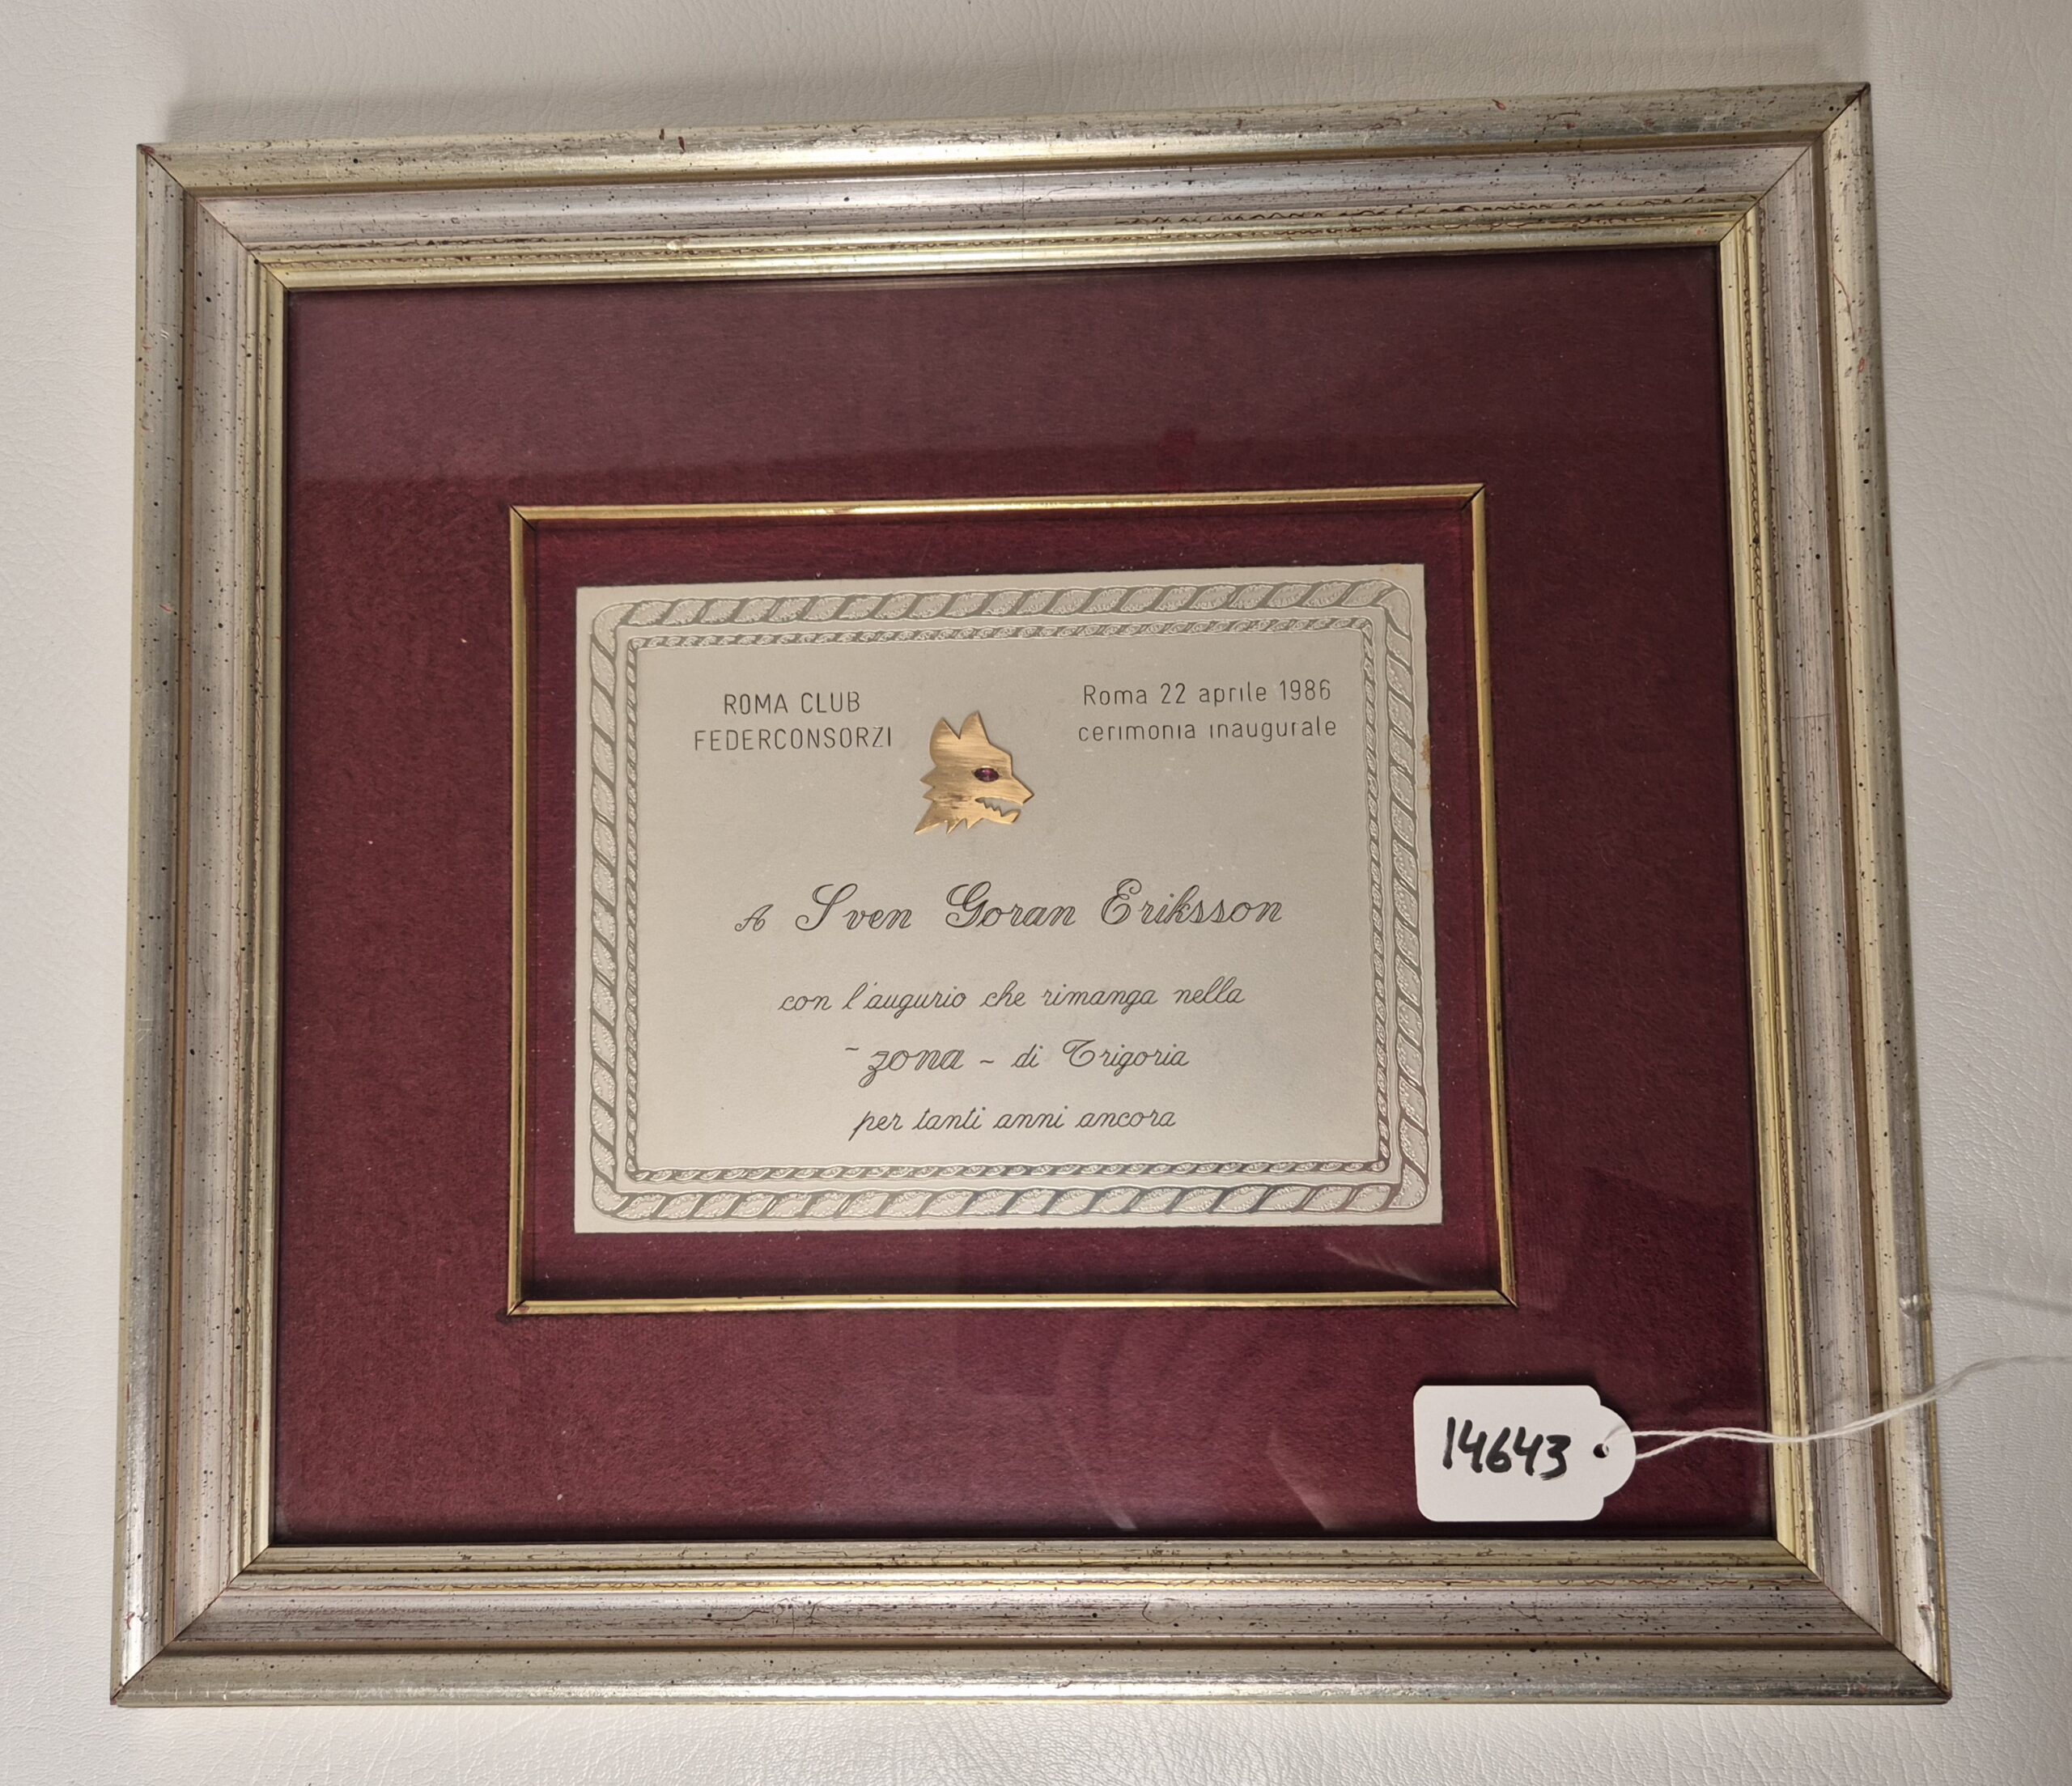 ROMA CLUB
FEDERCONSORZI
Roma 22 aprile 1986
cerimonia inaugurale
A Sven Goran Eriksson
con l'augurio che rimanga nella
~ zona ~ di Trigoria
per tanti anni ancora
14643